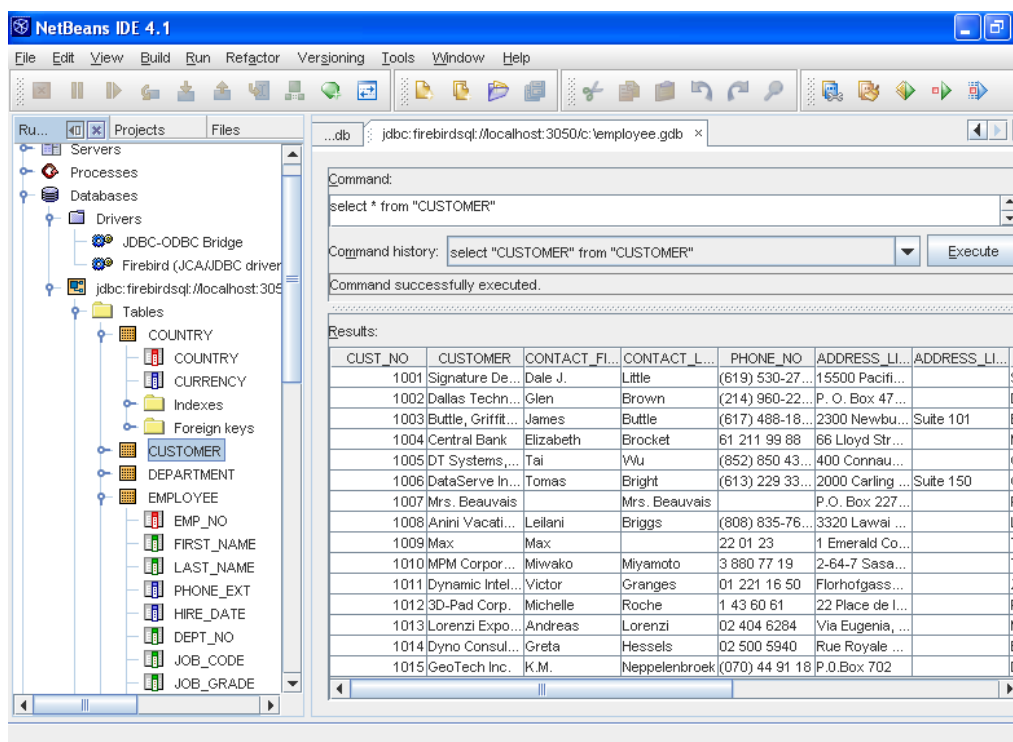 NetBeans IDE 4.1
File Edit View Build Run Refactor Versioning Tools Window Help
Ru... Projects Files
Servers
Processes
Databases
Drivers
JDBC-ODBC Bridge
Firebird (JCA/JDBC driver
jdbc:firebirdsql://localhost:305
Tables
COUNTRY
COUNTRY
CURRENCY
Indexes
Foreign keys
CUSTOMER
DEPARTMENT
EMPLOYEE
EMP_NO
FIRST_NAME
LAST_NAME
PHONE_EXT
HIRE_DATE
DEPT_NO
JOB_CODE
JOB_GRADE
...db jdbc:firebirdsql://localhost:3050/c:\employee.gdb
Command:
select * from "CUSTOMER"
Command history: select "CUSTOMER" from "CUSTOMER" Execute
Command successfully executed.
Results:
CUST_NO CUSTOMER CONTACT_FI... CONTACT_L... PHONE_NO ADDRESS_LI... ADDRESS_LI...
1001 Signature De... Dale J. Little (619) 530-27... 15500 Pacifi...
1002 Dallas Techn... Glen Brown (214) 960-22... P. O. Box 47...
1003 Buttle, Griffit... James Buttle (617) 488-18... 2300 Newbu... Suite 101
1004 Central Bank Elizabeth Brocket 61 211 99 88 66 Lloyd Str...
1005 DT Systems,... Tai Wu (852) 850 43... 400 Connau...
1006 DataServe In... Tomas Bright (613) 229 33... 2000 Carling ... Suite 150
1007 Mrs. Beauvais Mrs. Beauvais P.O. Box 227...
1008 Anini Vacati... Leilani Briggs (808) 835-76... 3320 Lawai ...
1009 Max Max 22 01 23 1 Emerald Co...
1010 MPM Corpor... Miwako Miyamoto 3 880 77 19 2-64-7 Sasa...
1011 Dynamic Intel... Victor Granges 01 221 16 50 Florhofgass...
1012 3D-Pad Corp. Michelle Roche 1 43 60 61 22 Place de l...
1013 Lorenzi Expo... Andreas Lorenzi 02 404 6284 Via Eugenia, ...
1014 Dyno Consul... Greta Hessels 02 500 5940 Rue Royale ...
1015 GeoTech Inc. K.M. Neppelenbroek (070) 44 91 18 P.0.Box 702